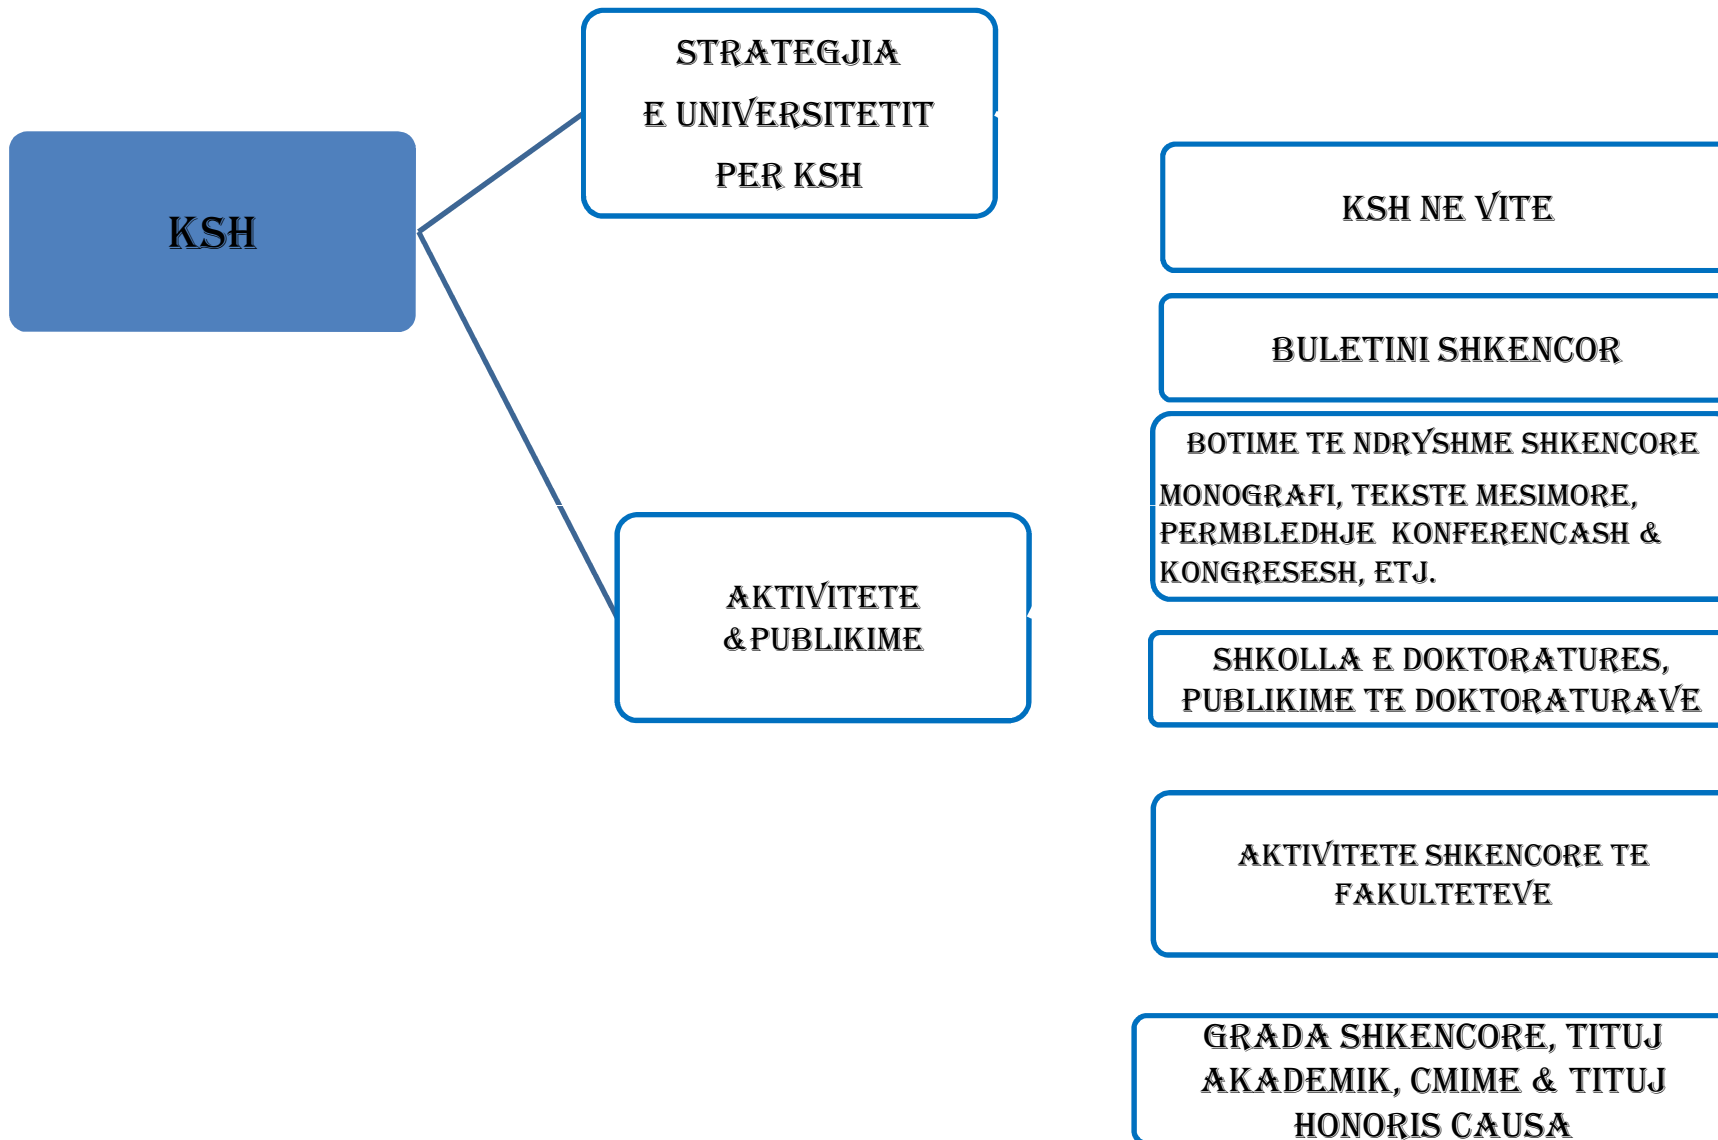 KSH
STRATEGJIA
E UNIVERSITETIT
PER KSH
AKTIVITETE
&PUBLIKIME
KSH NE VITE
BULETINI SHKENCOR
BOTIME TE NDRYSHME SHKENCORE
MONOGRAFI, TEKSTE MESIMORE,
PERMBLEDHJE KONFERENCASH &
KONGRESESH, ETJ.
SHKOLLA E DOKTORATURES,
PUBLIKIME TE DOKTORATURAVE
AKTIVITETE SHKENCORE TE
FAKULTETEVE
GRADA SHKENCORE, TITUJ
AKADEMIK, CMIME & TITUJ
HONORIS CAUSA